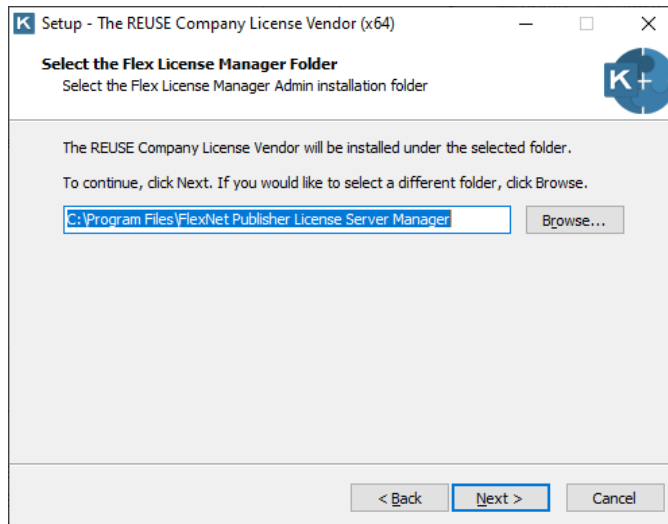 K Setup - The REUSE Company License Vendor (x64)
Select the Flex License Manager Folder
Select the Flex License Manager Admin installation folder
K+
The REUSE Company License Vendor will be installed under the selected folder.
To continue, click Next. If you would like to select a different folder, click Browse.
C:\Program Files\FlexNet Publisher License Server Manager Browse...
< Back Next > Cancel